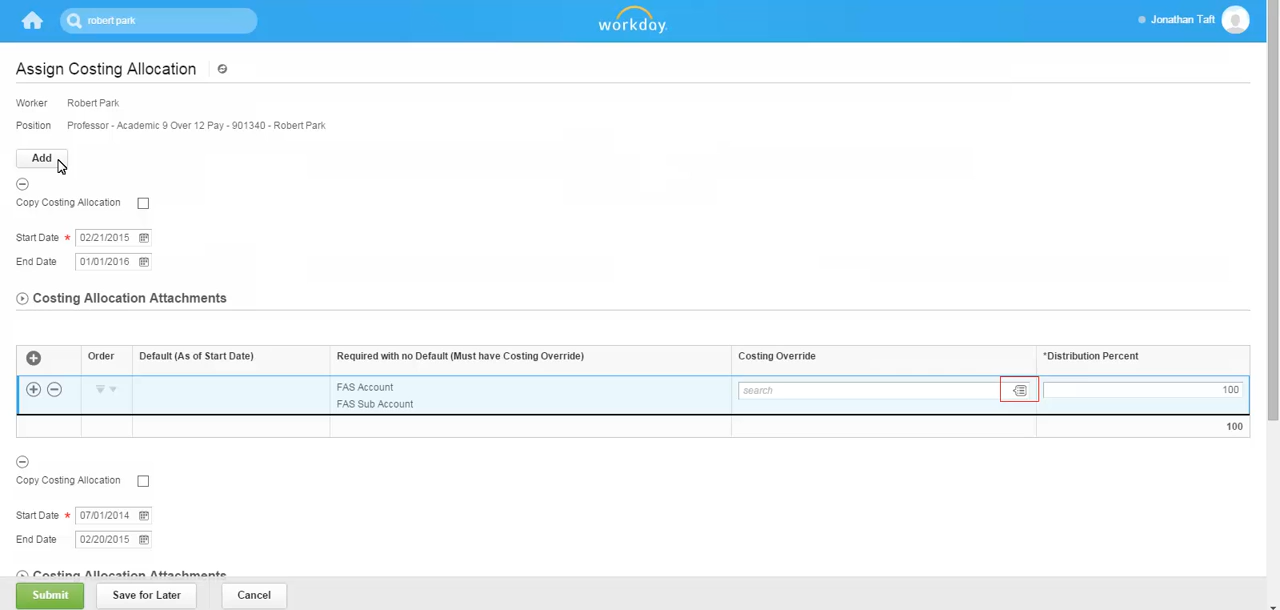 robert park
workday.
Jonathan Taft
Assign Costing Allocation
Worker Robert Park
Position Professor - Academic 9 Over 12 Pay - 901340 - Robert Park
Add
Copy Costing Allocation
Start Date * 02/21/2015
End Date 01/01/2016
Costing Allocation Attachments
Order Default (As of Start Date) Required with no Default (Must have Costing Override) Costing Override *Distribution Percent
FAS Account
search 100
FAS Sub Account
100
Copy Costing Allocation
Start Date * 07/01/2014
End Date 02/20/2015
Costing Allocation Attachments
Submit Save for Later Cancel